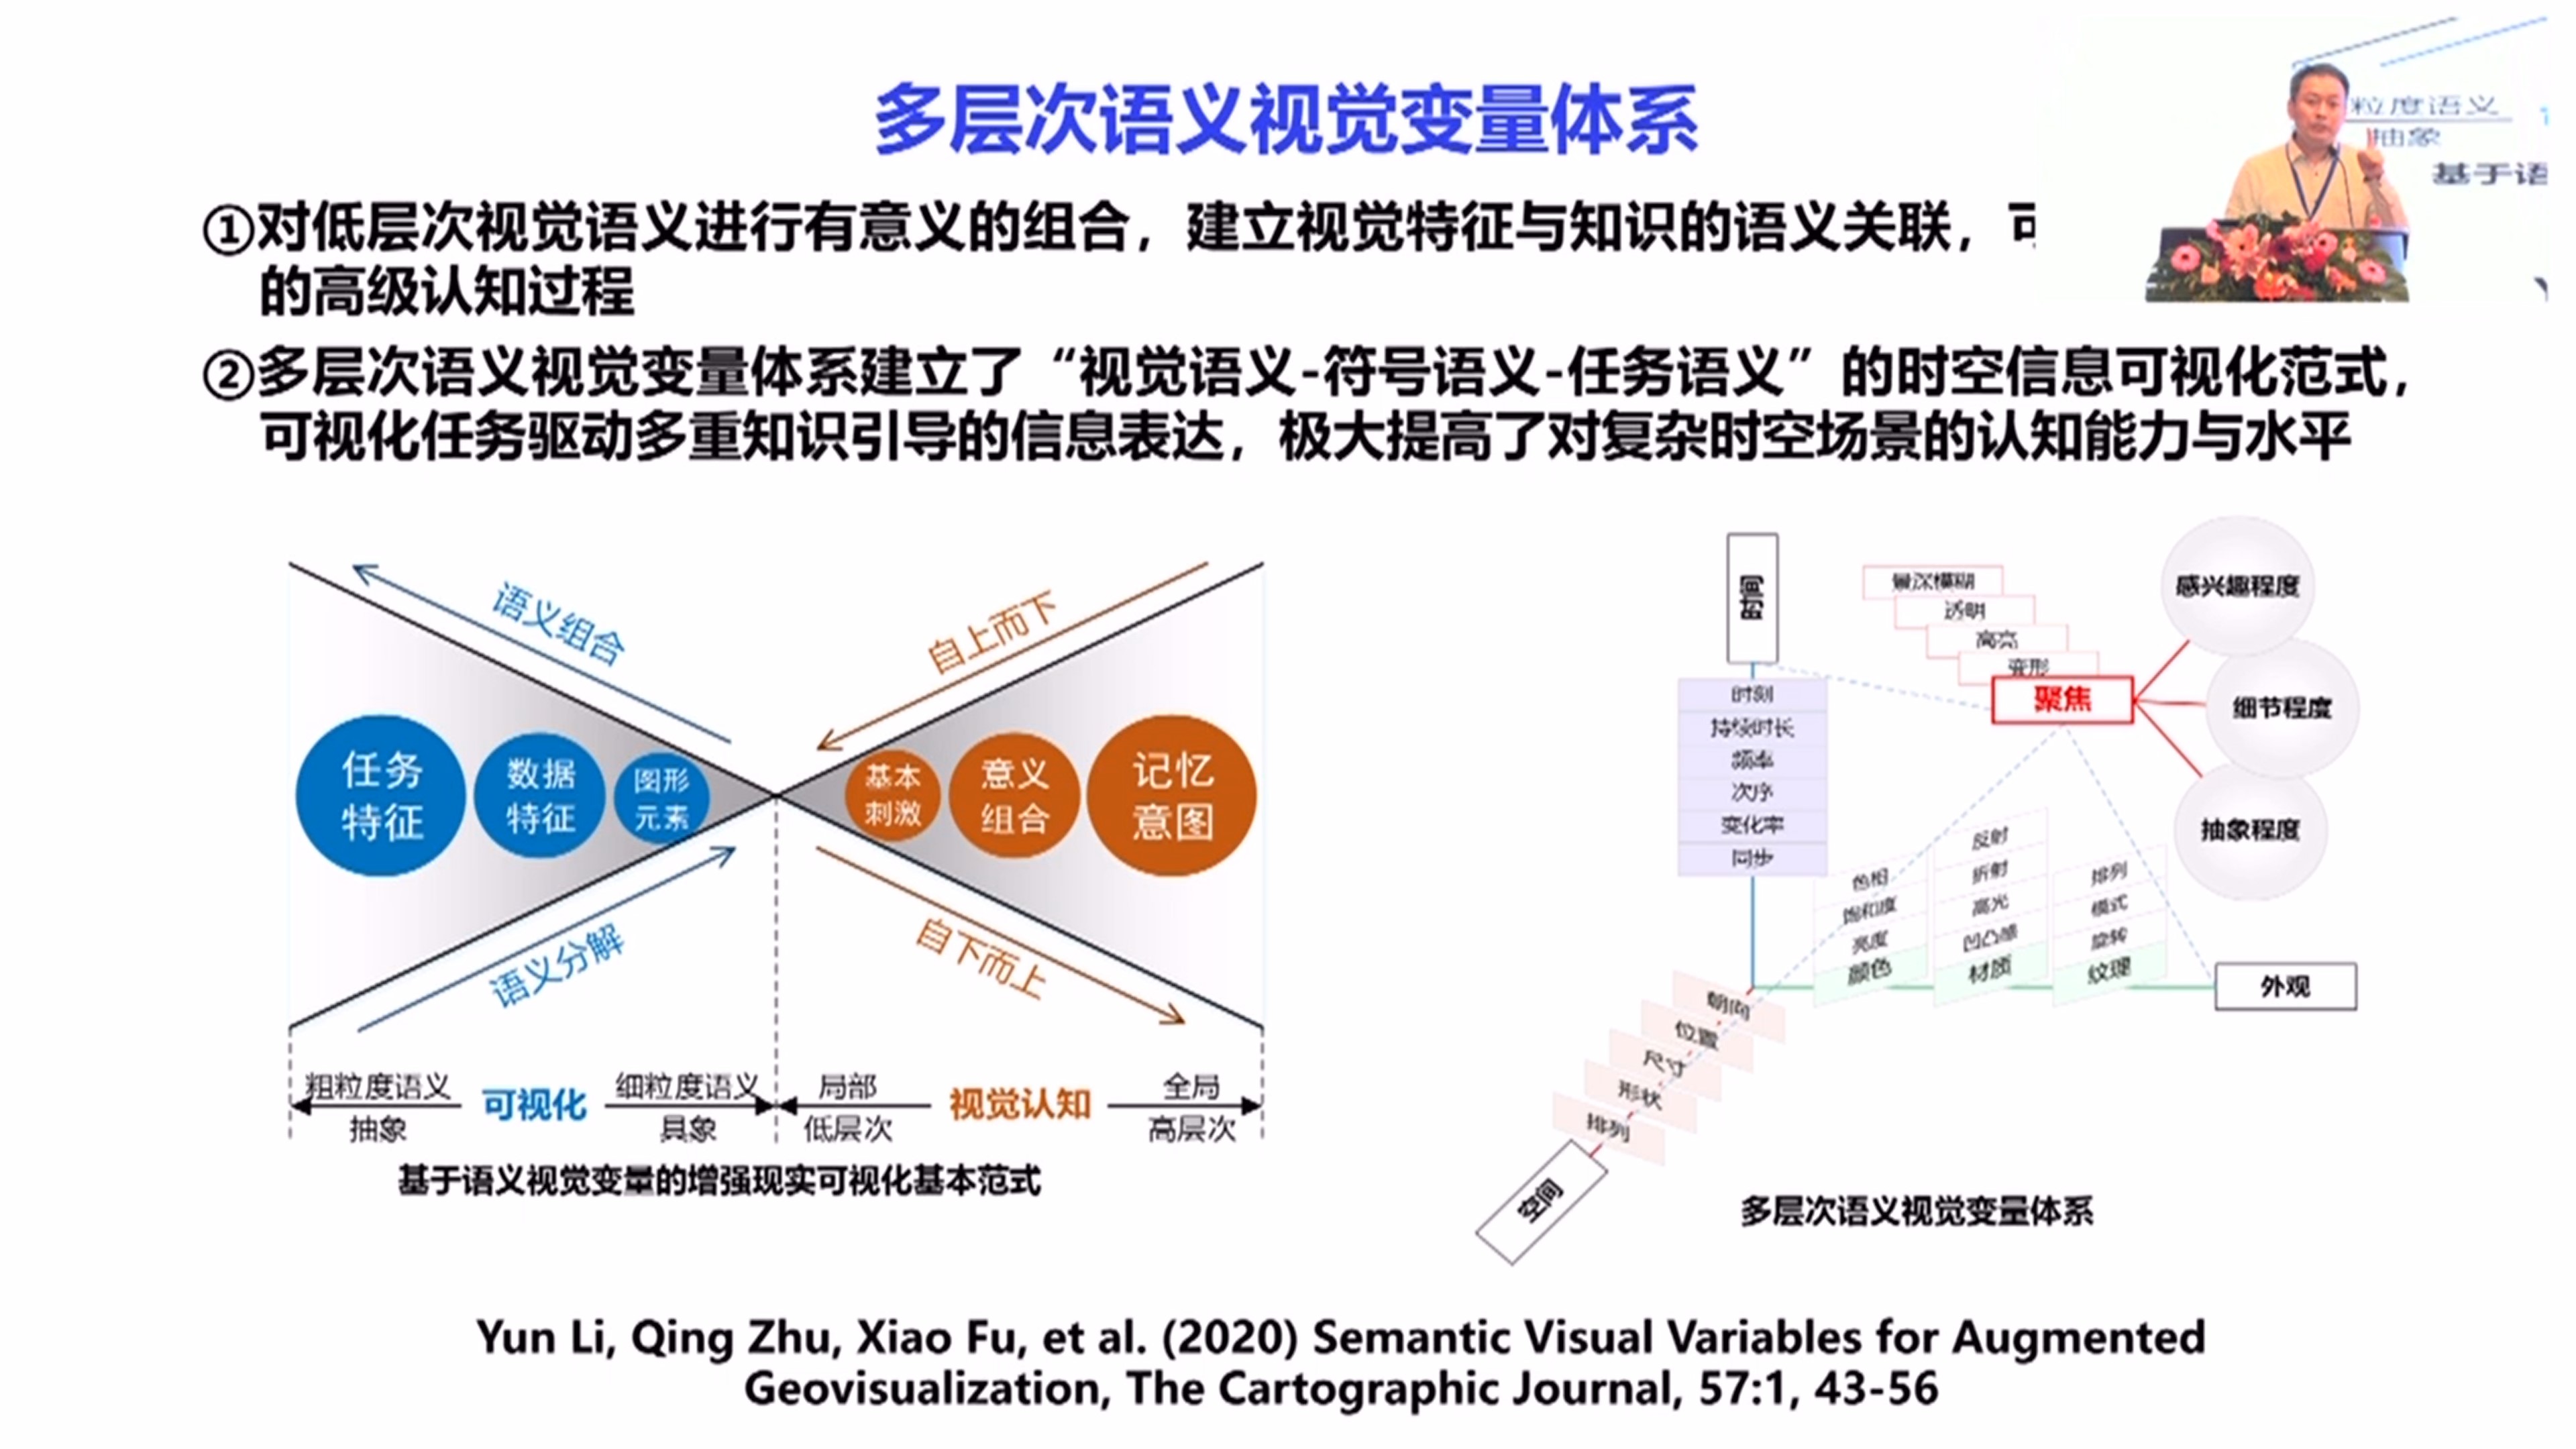 多层次语义视觉变量体系
①对低层次视觉语义进行有意义的组合，建立视觉特征与知识的语义关联，
的高级认知过程
②多层次语义视觉变量体系建立了“视觉语义-符号语义-任务语义”的时空信息可视化范式，
可视化任务驱动多重知识引导的信息表达，极大提高了对复杂时空场景的认知能力与水平
粒度语义
抽象
基于语
语义组合
自上而下
任务
特征
数据
特征
图形
元素
基本
刺激
意义
组合
记忆
意图
语义分解
自下而上
粗粒度语义
抽象
可视化
细粒度语义
具象
局部
低层次
视觉认知
全局
高层次
基于语义视觉变量的增强现实可视化基本范式
时间
时刻
持续时长
频率
次序
变化率
同步
景深模糊
透明
高亮
变形
聚焦
感兴趣程度
细节程度
抽象程度
色相
饱和度
亮度
颜色
反射
折射
高光
凹凸感
材质
排列
模式
旋转
纹理
外观
朝向
位置
尺寸
形状
排列
空间
多层次语义视觉变量体系
Yun Li, Qing Zhu, Xiao Fu, et al. (2020) Semantic Visual Variables for Augmented
Geovisualization, The Cartographic Journal, 57:1, 43-56